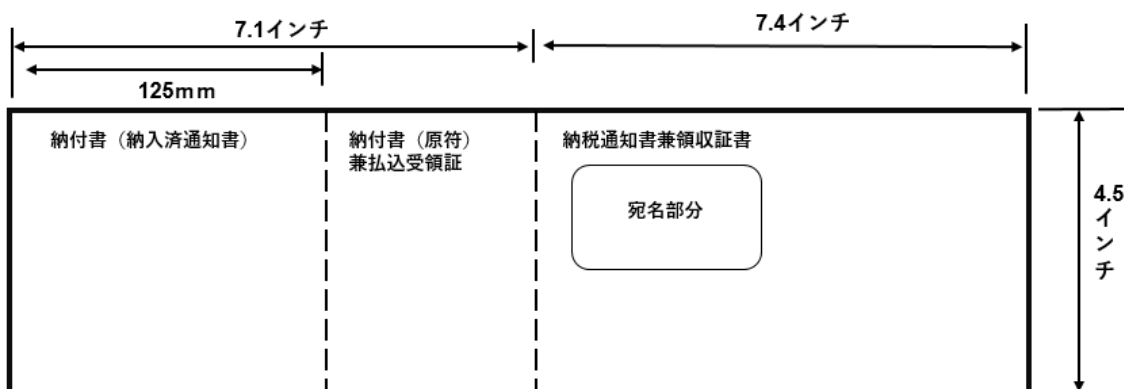 7.1インチ
7.4インチ
125mm
納付書（納入済通知書）
納付書（原符）
兼払込受領証
納税通知書兼領収証書
宛名部分
4.5インチ